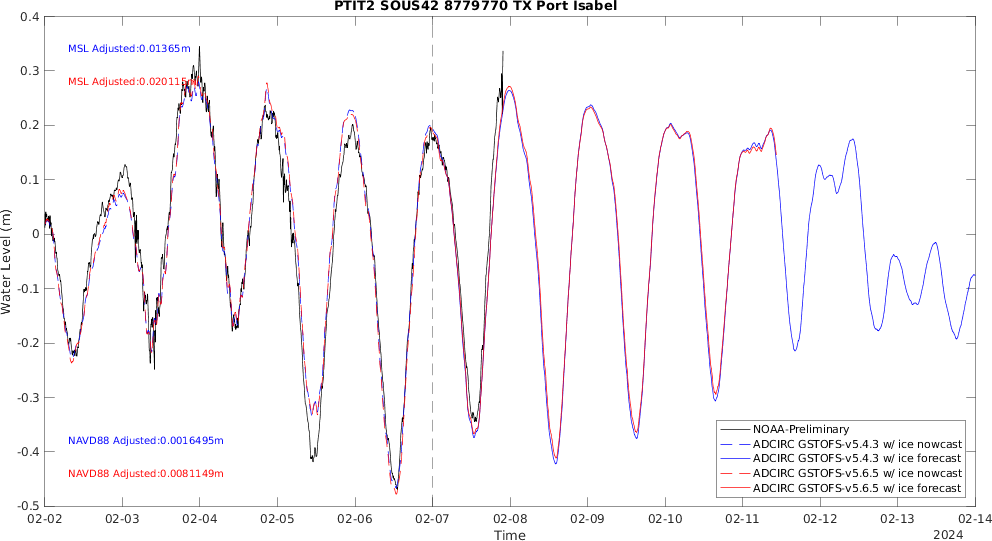 PTIT2 SOUS42 8779770 TX Port Isabel
0.4
0.3
0.2
0.1
0
-0.1
-0.2
-0.3
-0.4
-0.5
Water Level (m)
MSL Adjusted:0.01365m
MSL Adjusted:0.020115m
NAVD88 Adjusted:0.0016495m
NAVD88 Adjusted:0.0081149m
NOAA-Preliminary
ADCIRC GSTOFS-v5.4.3 w/ ice nowcast
ADCIRC GSTOFS-v5.4.3 w/ ice forecast
ADCIRC GSTOFS-v5.6.5 w/ ice nowcast
ADCIRC GSTOFS-v5.6.5 w/ ice forecast
02-02 02-03 02-04 02-05 02-06 02-07 02-08 02-09 02-10 02-11 02-12 02-13 02-14
Time
2024